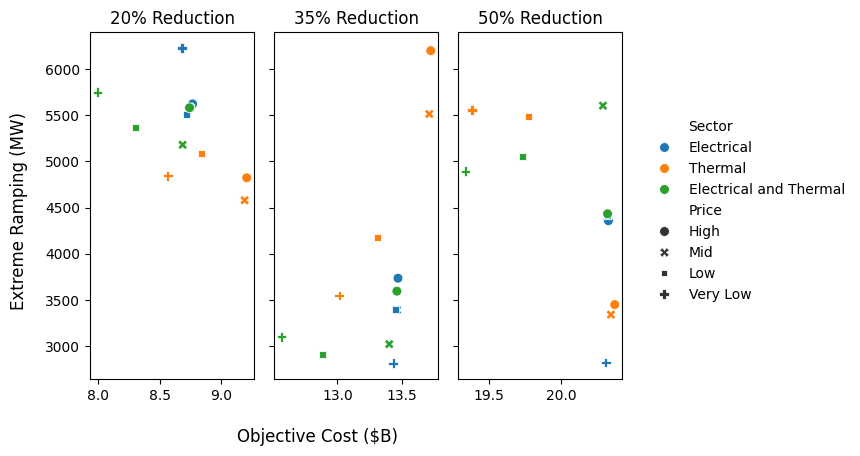 20% Reduction
35% Reduction
50% Reduction
Extreme Ramping (MW)
6000
5500
5000
4500
4000
3500
3000
8.0
8.5
9.0
13.0
13.5
19.5
20.0
Objective Cost ($B)
Sector
Electrical
Thermal
Electrical and Thermal
Price
High
Mid
Low
Very Low